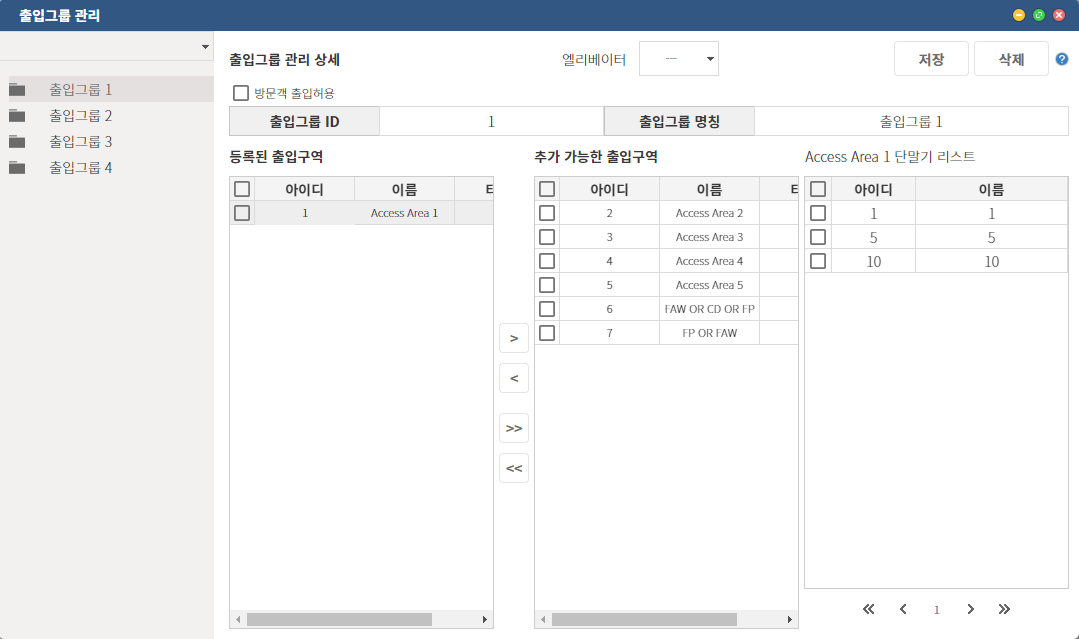 출입그룹 관리
출입그룹 1
출입그룹 2
출입그룹 3
출입그룹 4
출입그룹 관리 상세
엘리베이터
---
저장
삭제
?
방문객 출입허용
출입그룹 ID
1
출입그룹 명칭
출입그룹 1
등록된 출입구역
아이디 이름 E
1 Access Area 1
>
<
>>
<<
추가 가능한 출입구역
아이디 이름 E
2 Access Area 2
3 Access Area 3
4 Access Area 4
5 Access Area 5
6 FAW OR CD OR FP
7 FP OR FAW
Access Area 1 단말기 리스트
아이디 이름
1 1
5 5
10 10
1